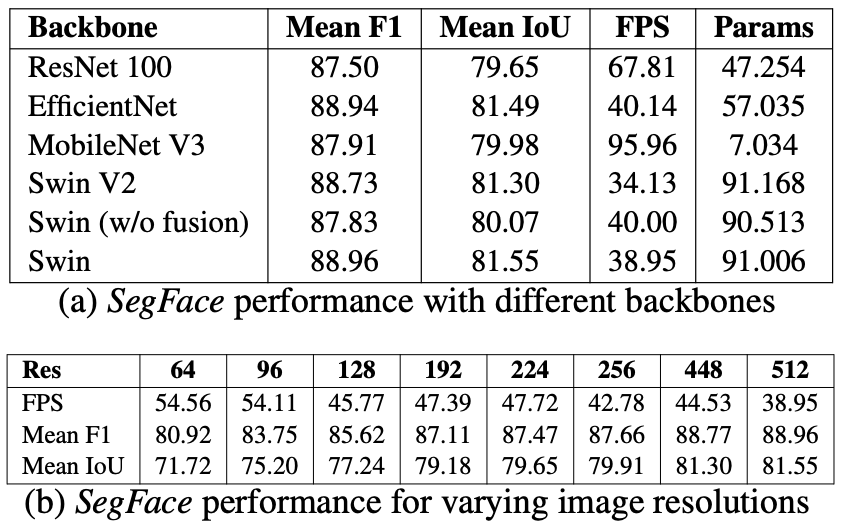 Backbone Mean F1 Mean IoU FPS Params
ResNet 100 87.50 79.65 67.81 47.254
EfficientNet 88.94 81.49 40.14 57.035
MobileNet V3 87.91 79.98 95.96 7.034
Swin V2 88.73 81.30 34.13 91.168
Swin (w/o fusion) 87.83 80.07 40.00 90.513
Swin 88.96 81.55 38.95 91.006
(a) SegFace performance with different backbones
Res 64 96 128 192 224 256 448 512
FPS 54.56 54.11 45.77 47.39 47.72 42.78 44.53 38.95
Mean F1 80.92 83.75 85.62 87.11 87.47 87.66 88.77 88.96
Mean IoU 71.72 75.20 77.24 79.18 79.65 79.91 81.30 81.55
(b) SegFace performance for varying image resolutions